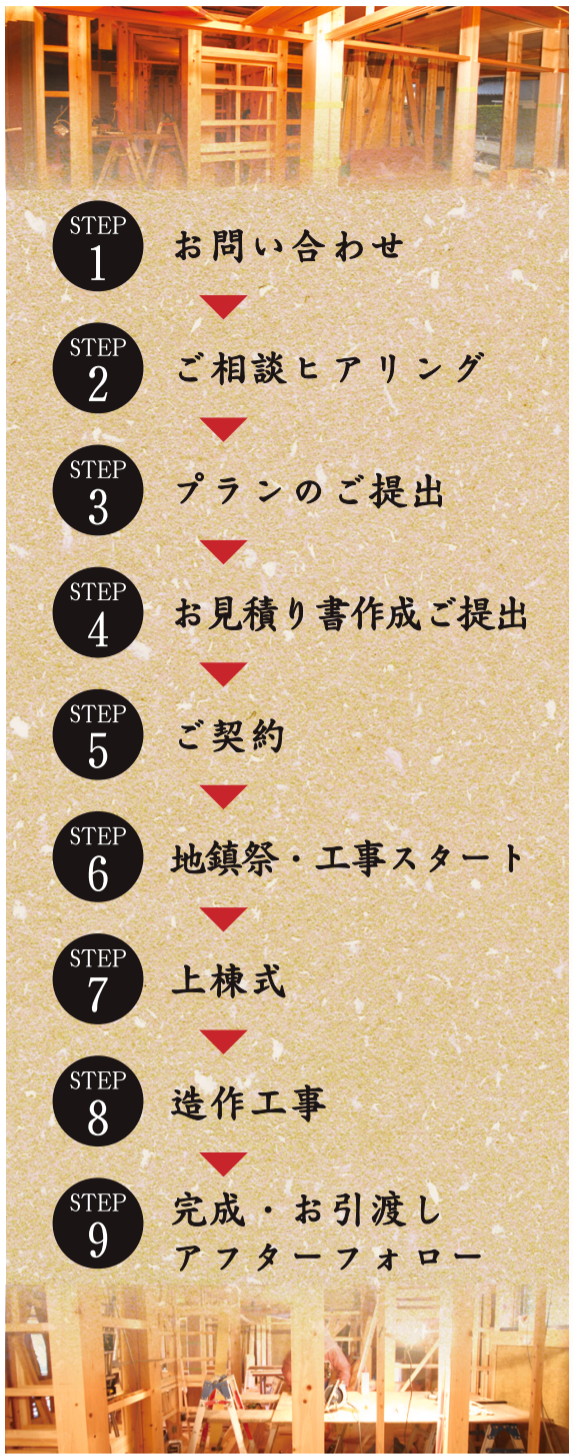 STEP
1
お問い合わせ
STEP
2
ご相談ヒアリング
STEP
3
プランのご提出
STEP
4
お見積り書作成ご提出
STEP
5
ご契約
STEP
6
地鎮祭・工事スタート
STEP
7
上棟式
STEP
8
造作工事
STEP
9
完成・お引渡し
アフターフォロー